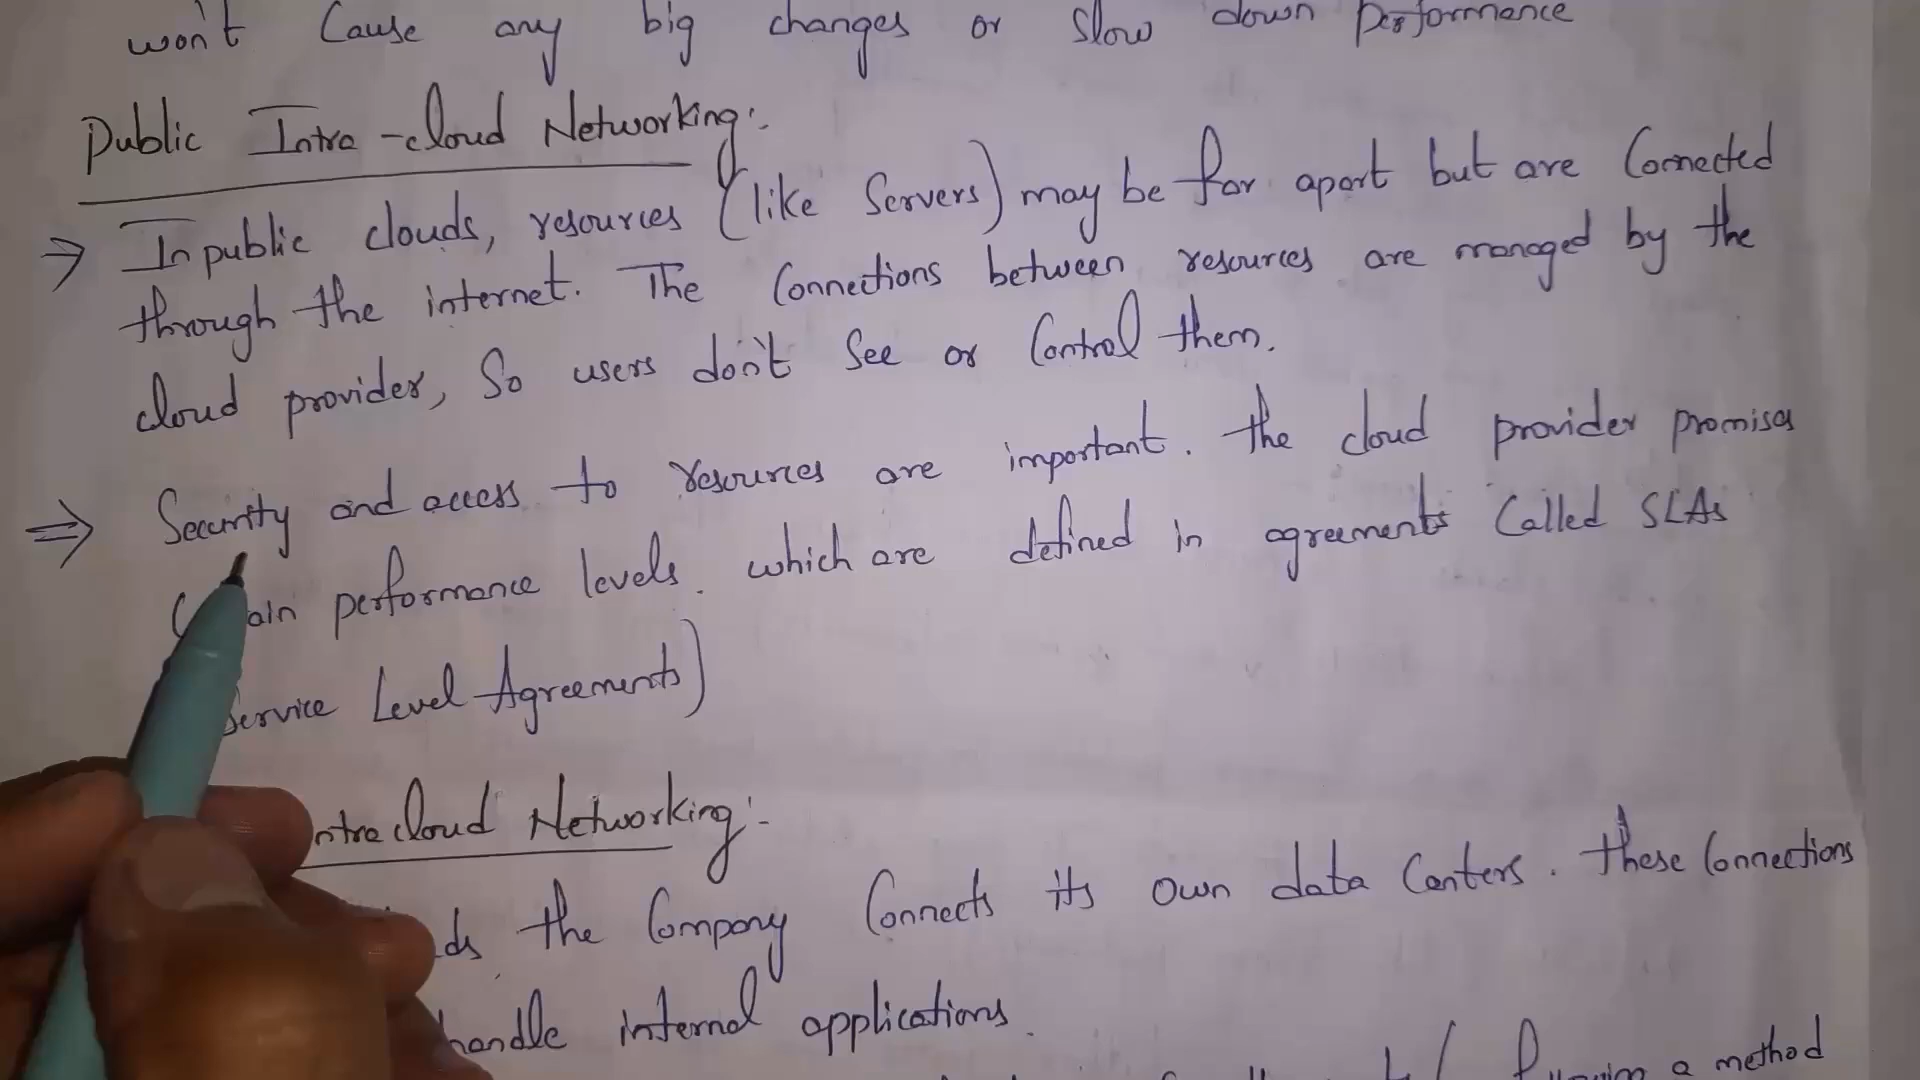 won't Cause any big changes or slow down performance
Public Intra-cloud Networking:-
⇒ In public clouds, resources (like Servers) may be far apart but are Connected
through the internet. The Connections between resources are managed by the
cloud provider, So users don't See or Control them.
⇒ Security and access to resources are important. the cloud provider promises
performance levels. which are defined in agreements Called SLAs
Service Level Agreements)
ntra cloud Networking:-
ds the Company Connects its own data Centers. These Connections
handle internal applications.
a method